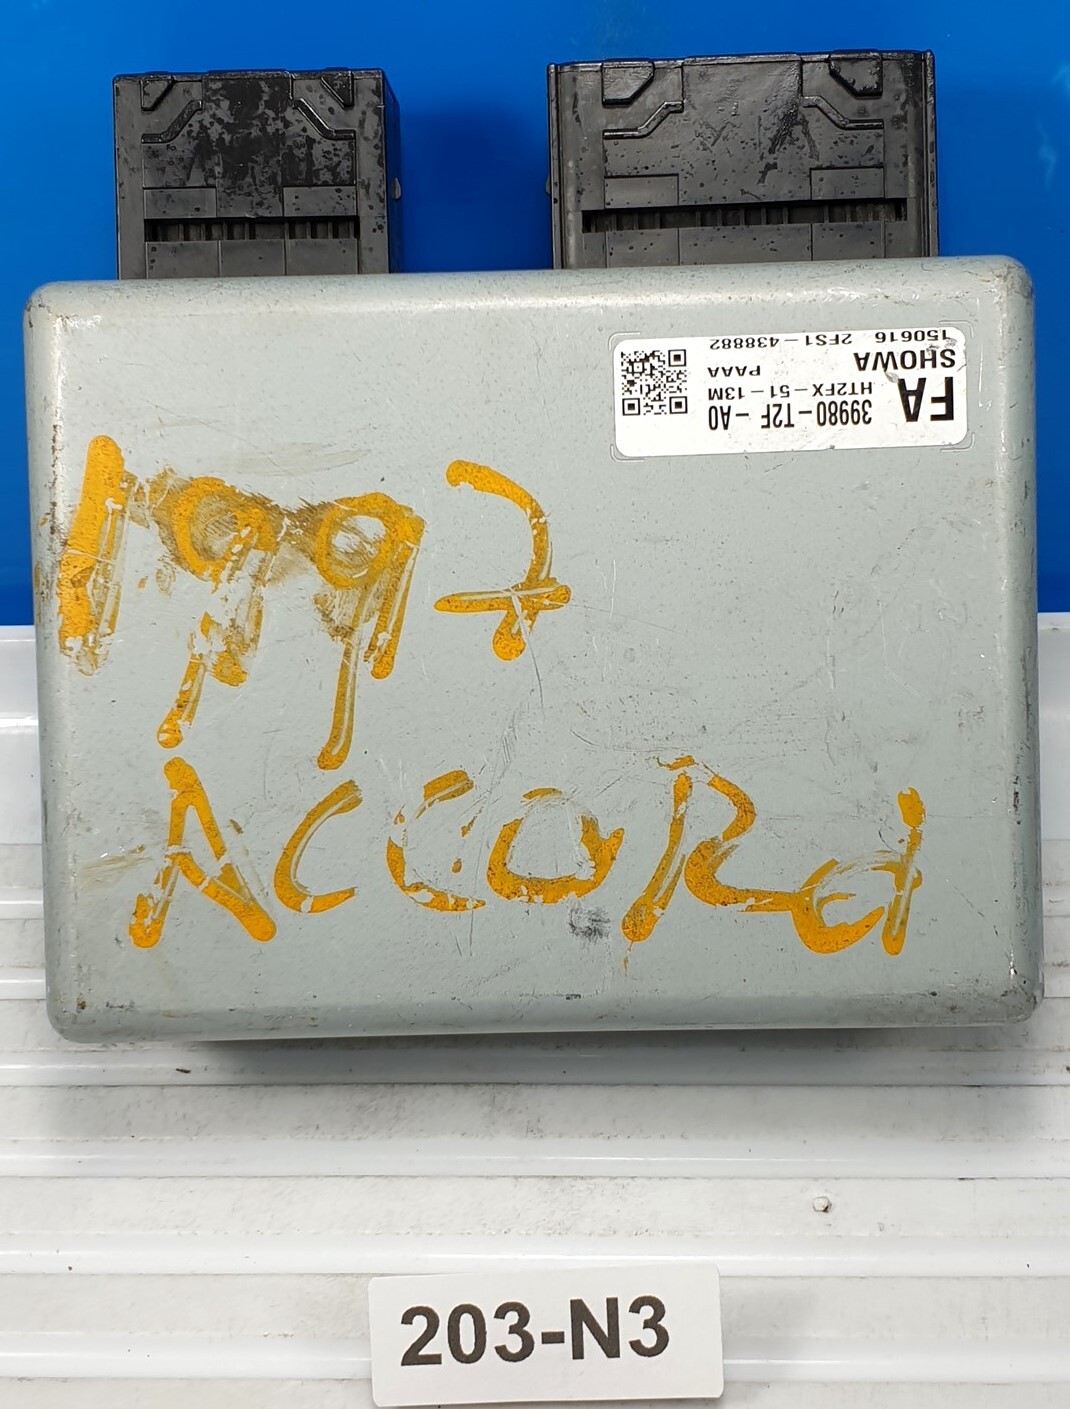 39980-T2F-A0
FA
HT2FX-51-13M
SHOWA
PAAA
150616 2FS1-438882
1997
ACCORd
203-N3